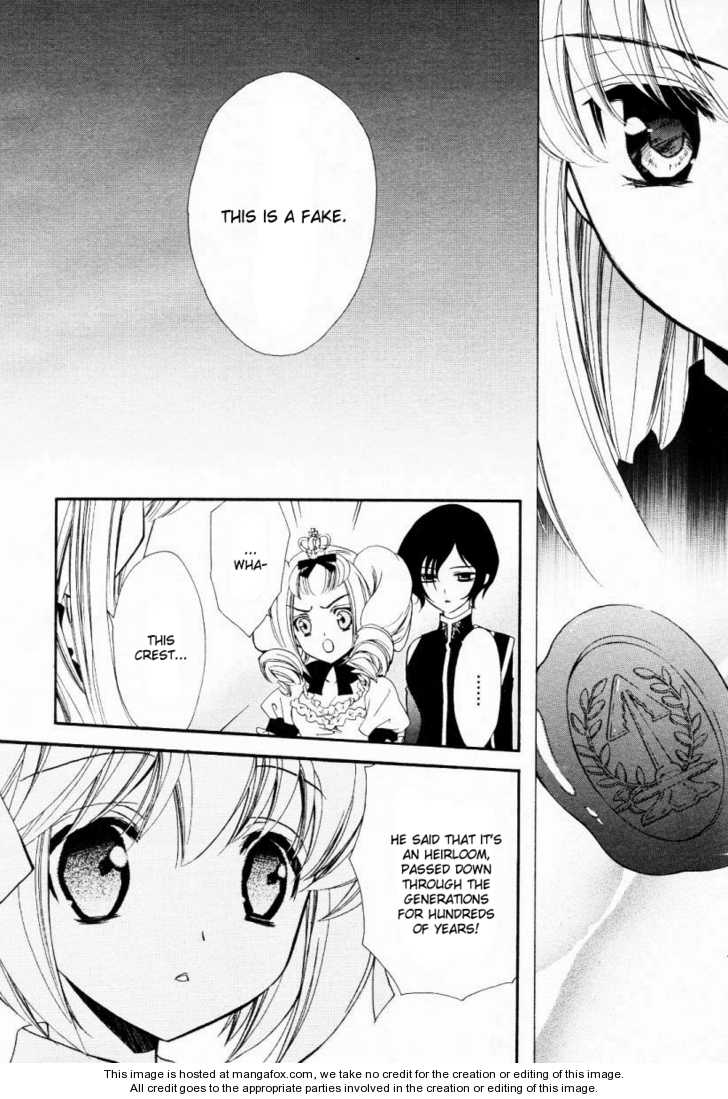 THIS IS A FAKE.
...
WHA-
THIS
CREST...
......
HE SAID THAT IT'S
AN HEIRLOOM,
PASSED DOWN
THROUGH THE
GENERATIONS
FOR HUNDREDS
OF YEARS!
This image is hosted at mangafox.com, we take no credit for the creation or editing of this image.
All credit goes to the appropriate parties involved in the creation or editing of this image.